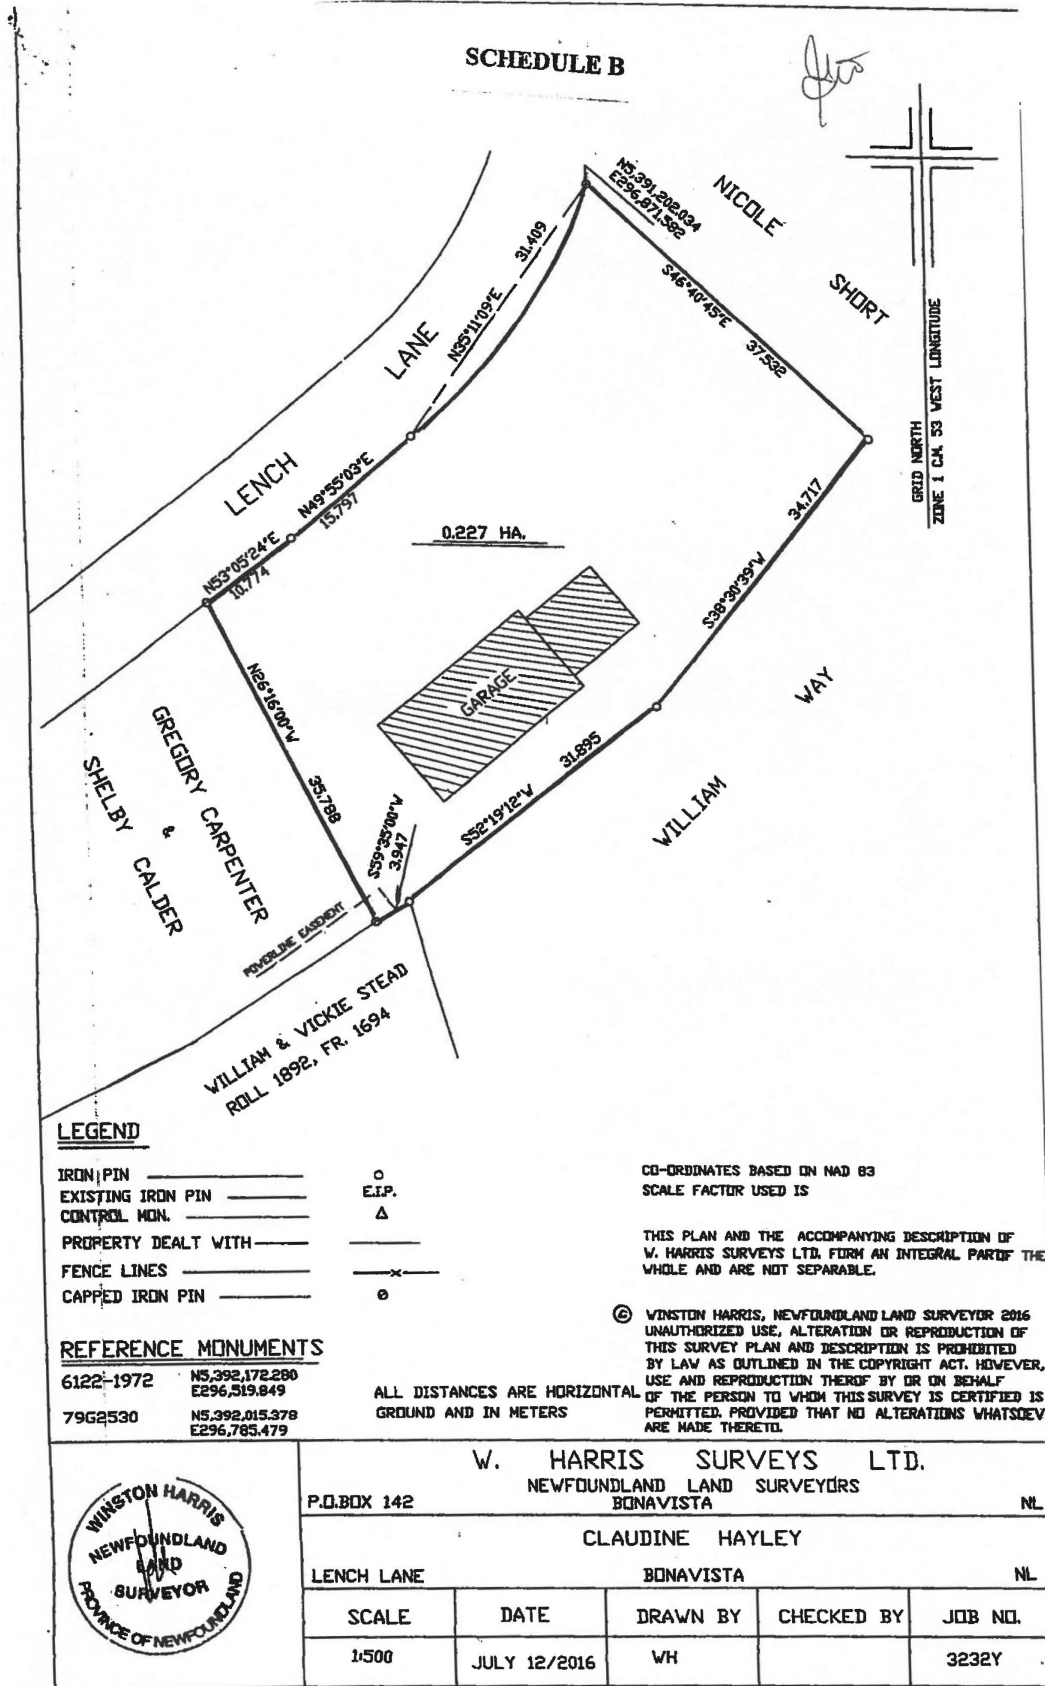 SCHEDULE B
N5,391,202.034
E296,871.582
NICOLE SHORT
S46°40'45"E 37.532
GRID NORTH
ZONE 1 C.M. 53 WEST LONGITUDE
31.409
N35°11'09"E
LENCH LANE
N49°55'03"E
15.797
N53°05'24"E
10.774
0.227 HA.
34.717
S38°30'39"W
GARAGE
N26°16'00"W 35.788
S59°35'00"W
3.947
S52°19'12"W 31.895
WILLIAM WAY
GREGORY CARPENTER
&
SHELBY CALDER
POWERLINE EASEMENT
WILLIAM & VICKIE STEAD
ROLL 1892, FR. 1694
LEGEND
IRON PIN O
EXISTING IRON PIN E.I.P.
CONTROL MON. Δ
PROPERTY DEALT WITH
FENCE LINES x
CAPPED IRON PIN
REFERENCE MONUMENTS
6122-1972 N5,392,172.280
E296,519.849
79G2530 N5,392,015.378
E296,785.479
ALL DISTANCES ARE HORIZONTAL
GROUND AND IN METERS
CO-ORDINATES BASED ON NAD 83
SCALE FACTOR USED IS
THIS PLAN AND THE ACCOMPANYING DESCRIPTION OF
W. HARRIS SURVEYS LTD. FORM AN INTEGRAL PARTOF THE
WHOLE AND ARE NOT SEPARABLE.
© WINSTON HARRIS, NEWFOUNDLAND LAND SURVEYOR 2016
UNAUTHORIZED USE, ALTERATION OR REPRODUCTION OF
THIS SURVEY PLAN AND DESCRIPTION IS PROHIBITED
BY LAW AS OUTLINED IN THE COPYRIGHT ACT. HOWEVER,
USE AND REPRODUCTION THEROF BY OR ON BEHALF
OF THE PERSON TO WHOM THIS SURVEY IS CERTIFIED IS
PERMITTED. PROVIDED THAT NO ALTERATIONS WHATSOEV
ARE MADE THERETO.
WINSTON HARRIS
NEWFOUNDLAND
LAND
SURVEYOR
PROVINCE OF NEWFOUNDLAND
W. HARRIS SURVEYS LTD.
NEWFOUNDLAND LAND SURVEYORS
P.O.BOX 142 BONAVISTA NL
CLAUDINE HAYLEY
LENCH LANE BONAVISTA NL
SCALE DATE DRAWN BY CHECKED BY JOB NO.
1:500 JULY 12/2016 WH 3232Y